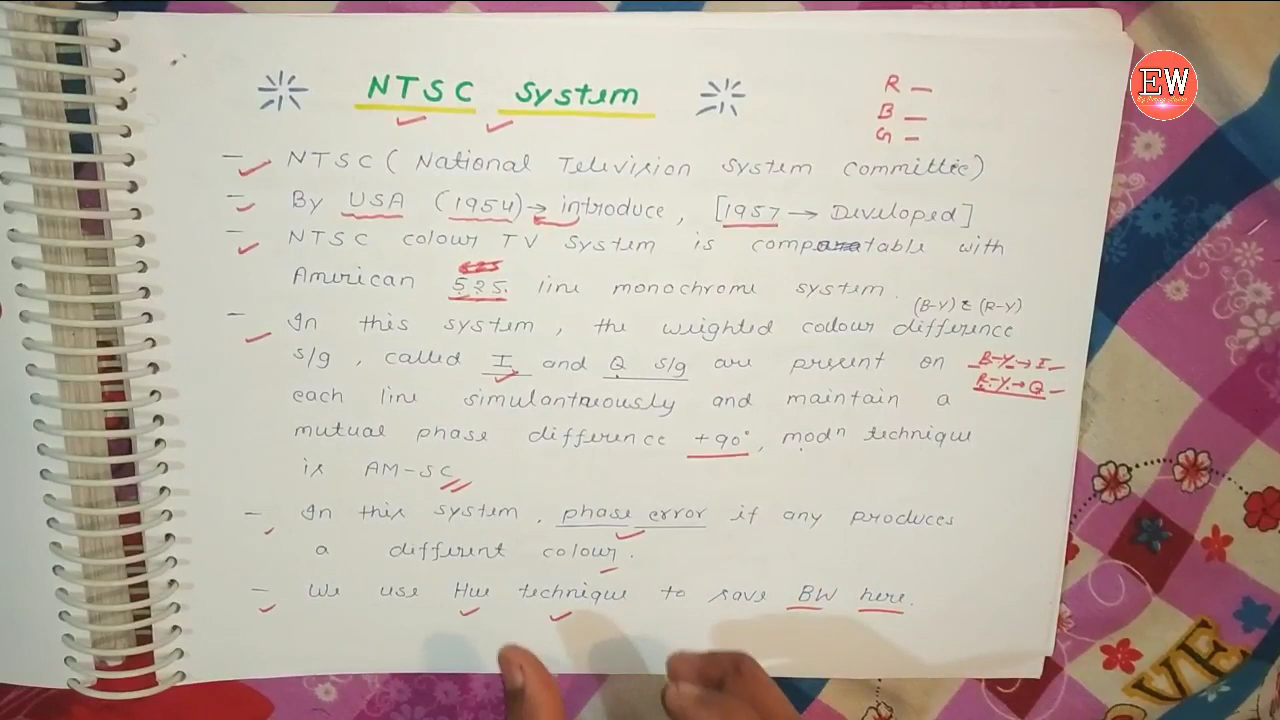 NTSC System
R —
B —
G —
EW
- NTSC ( National Television System Committee)
- By USA (1954) → introduce, [1957 → Developed]
- NTSC colour TV System is compatable with
American 525 line monochrome system.
(B-Y) & (R-Y)
- In this system, the weighted colour difference
s/g, called I and Q s/g are present on
B-Y → I
R-Y → Q
each line simulantneously and maintain a
mutual phase difference +90°, modⁿ technique
is AM-SC
- In this system, phase error if any produces
a different colour.
- We use Hue technique to save BW here.
VE